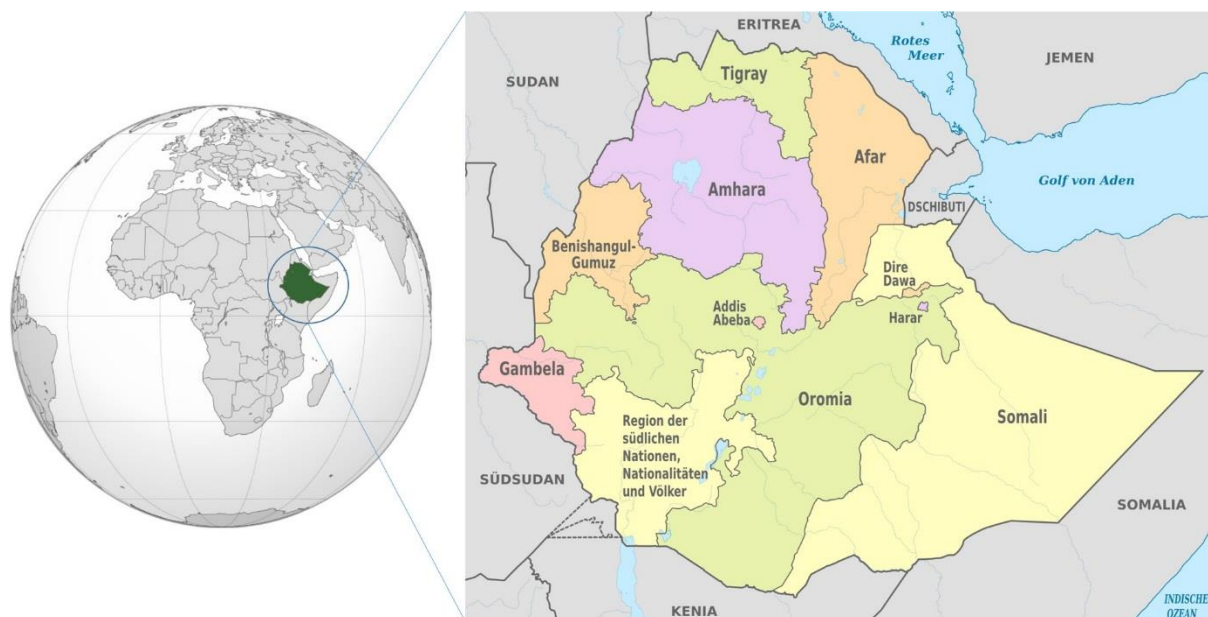 ERITREA
Rotes
Meer
JEMEN
SUDAN
Tigray
Afar
Amhara
Golf von Aden
DSCHIBUTI
Benishangul-
Gumuz
Dire
Dawa
Addis
Abeba
Harar
Gambela
Oromia
Somali
Region der
südlichen
Nationen,
Nationalitäten
und Völker
SÜDSUDAN
SOMALIA
KENIA
INDISCHE
OZEAN